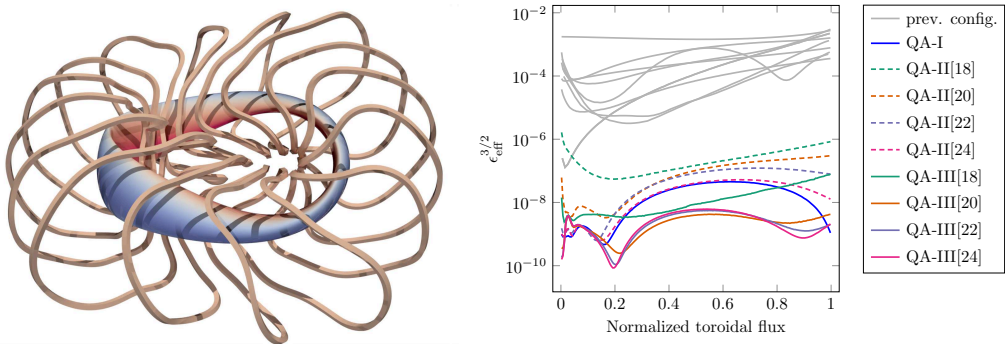 10⁻²
10⁻⁴
10⁻⁶
10⁻⁸
10⁻¹⁰
ϵ_eff^{3/2}
0 0.2 0.4 0.6 0.8 1
Normalized toroidal flux
prev. config.
QA-I
QA-II[18]
QA-II[20]
QA-II[22]
QA-II[24]
QA-III[18]
QA-III[20]
QA-III[22]
QA-III[24]